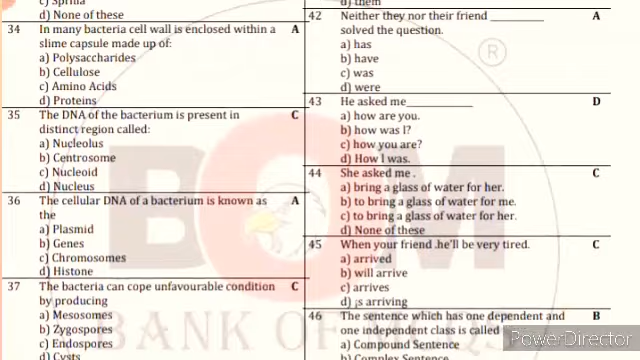 c) Spirilla
d) None of these
34 In many bacteria cell wall is enclosed within a A
slime capsule made up of:
a) Polysaccharides
b) Cellulose
c) Amino Acids
d) Proteins
35 The DNA of the bacterium is present in C
distinct region called:
a) Nucleolus
b) Centrosome
c) Nucleoid
d) Nucleus
36 The cellular DNA of a bacterium is known as A
the
a) Plasmid
b) Genes
c) Chromosomes
d) Histone
37 The bacteria can cope unfavourable condition C
by producing
a) Mesosomes
b) Zygospores
c) Endospores
d) Cysts
d) them
42 Neither they nor their friend _________ A
solved the question.
a) has
b) have
c) was
d) were
43 He asked me___________ D
a) how are you.
b) how was I?
c) how you are?
d) How I was.
44 She asked me . C
a) bring a glass of water for her.
b) to bring a glass of water for me.
c) to bring a glass of water for her.
d) None of these
45 When your friend .he'll be very tired. C
a) arrived
b) will arrive
c) arrives
d) is arriving
46 The sentence which has one dependent and B
one independent class is called
a) Compound Sentence
b) Complex Sentence
®
BOM
BANK OF
PowerDirector